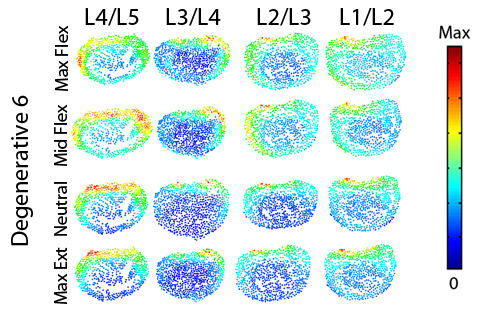 L4/L5 L3/L4 L2/L3 L1/L2
Max
Degenerative 6
Max Flex
Mid Flex
Neutral
Max Ext
0